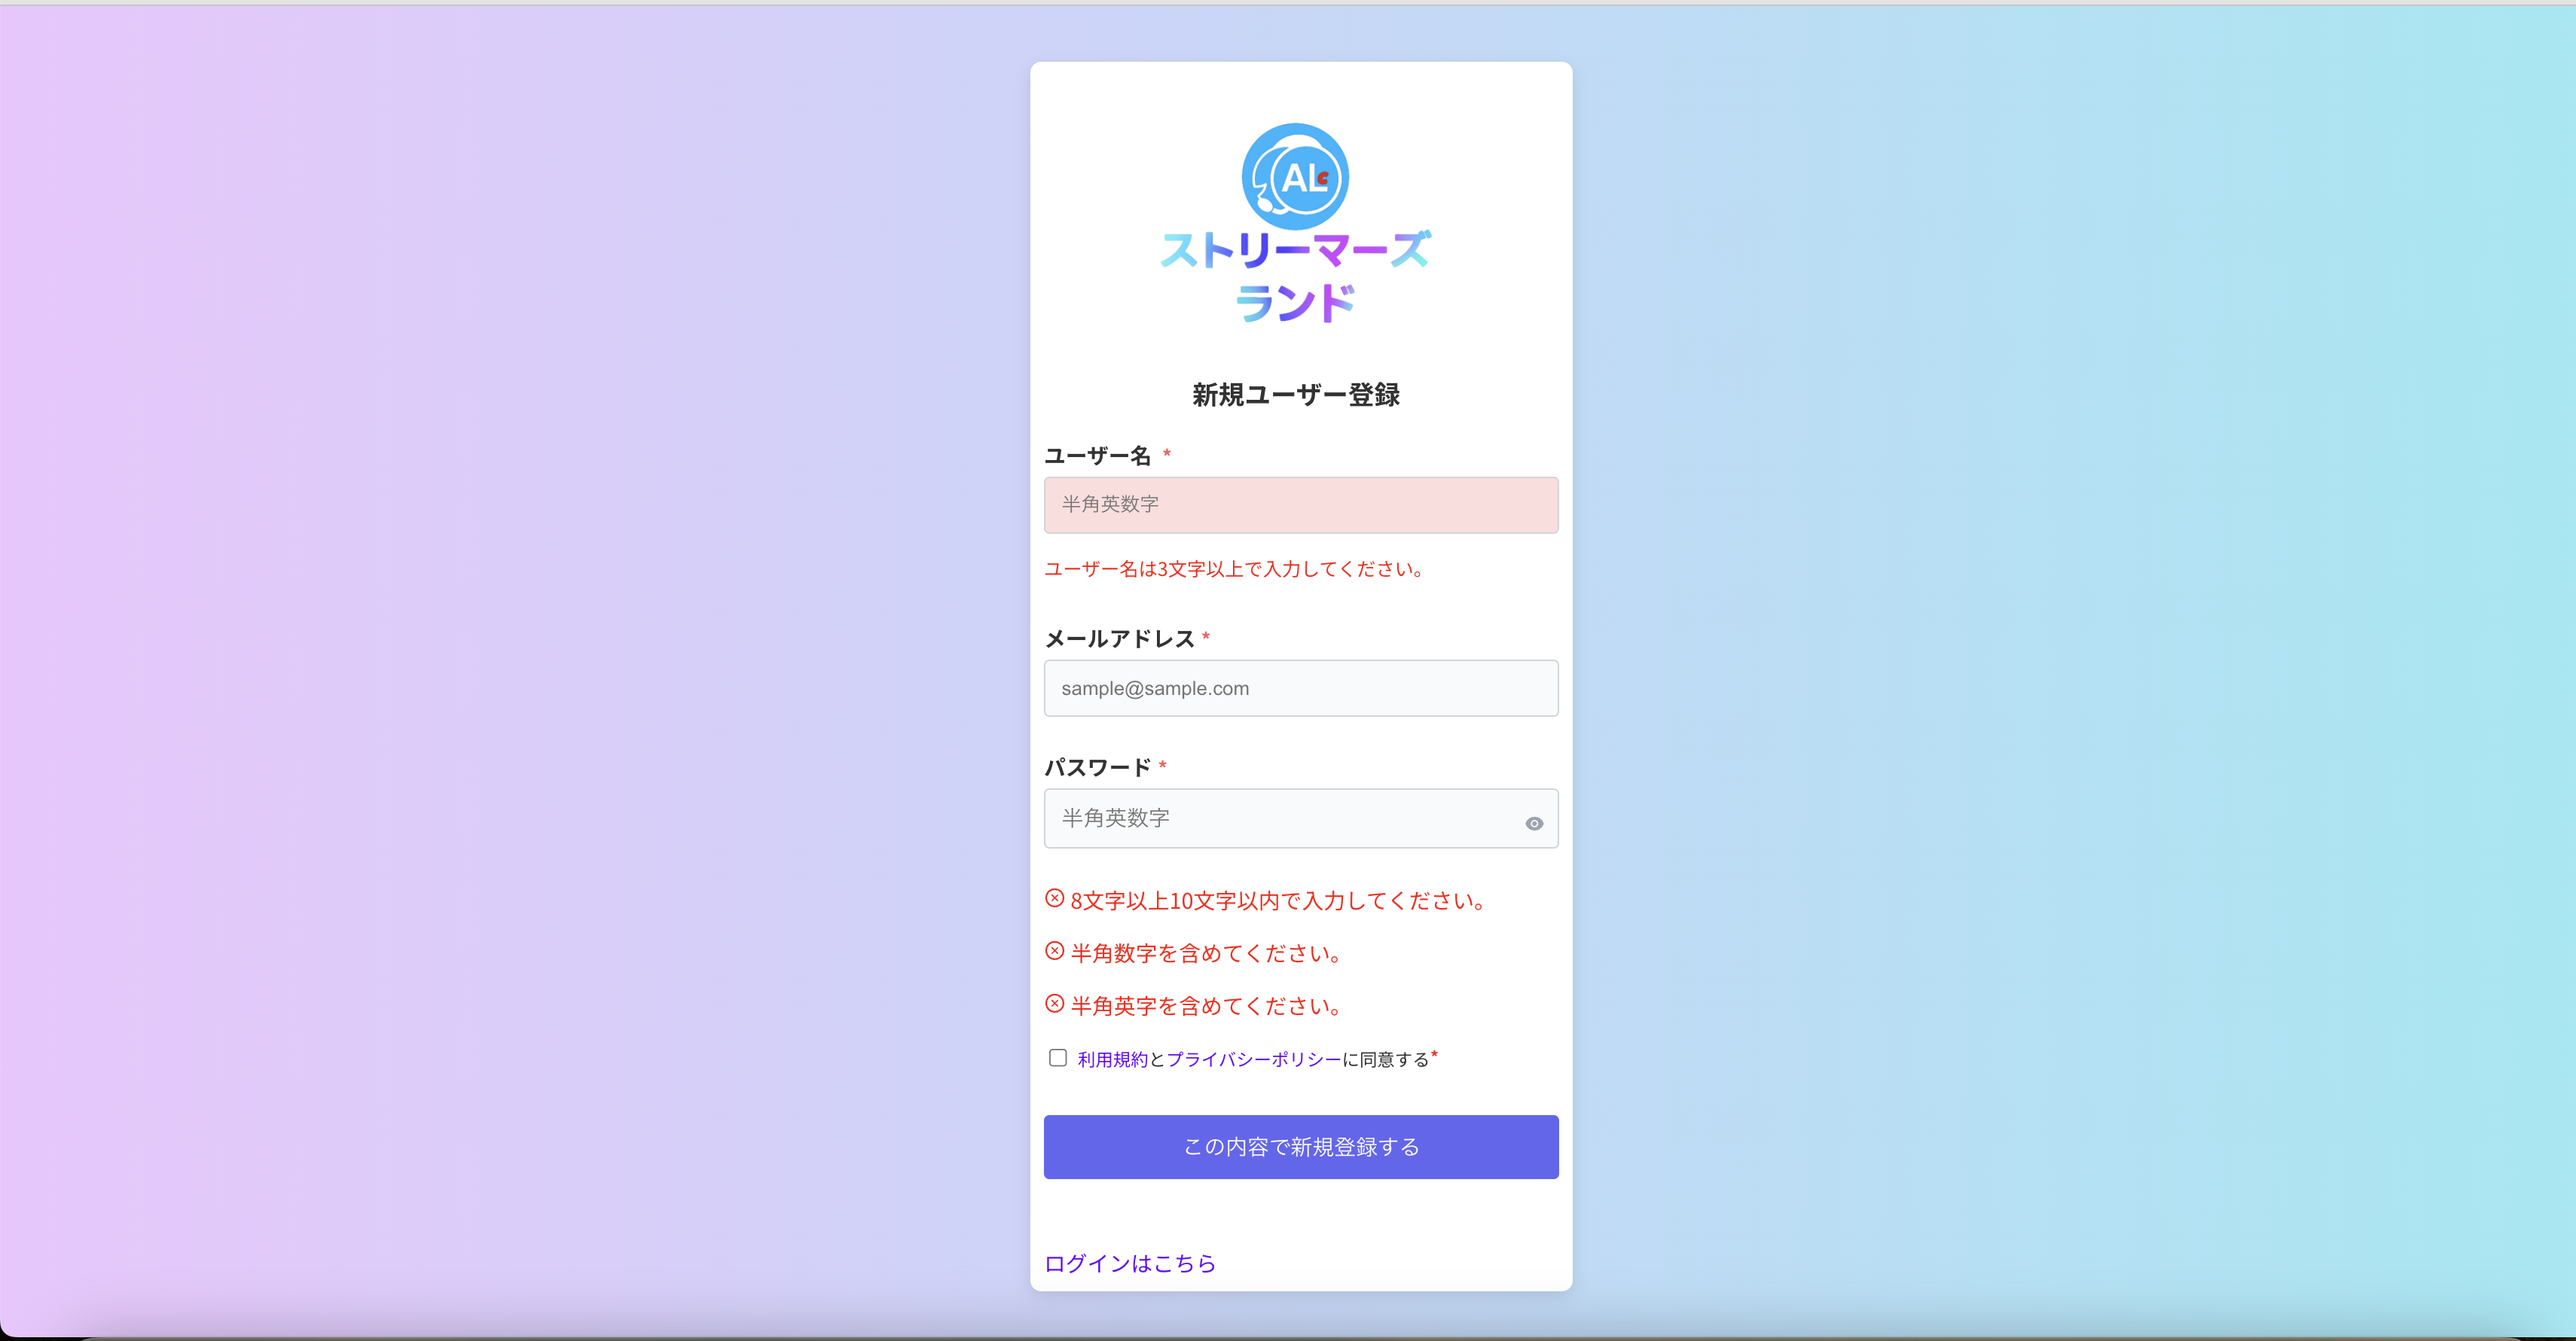 ALc
ストリーマーズ
ランド
新規ユーザー登録
ユーザー名 *
半角英数字
ユーザー名は3文字以上で入力してください。
メールアドレス *
sample@sample.com
パスワード *
半角英数字
8文字以上10文字以内で入力してください。
半角数字を含めてください。
半角英字を含めてください。
利用規約とプライバシーポリシーに同意する*
この内容で新規登録する
ログインはこちら